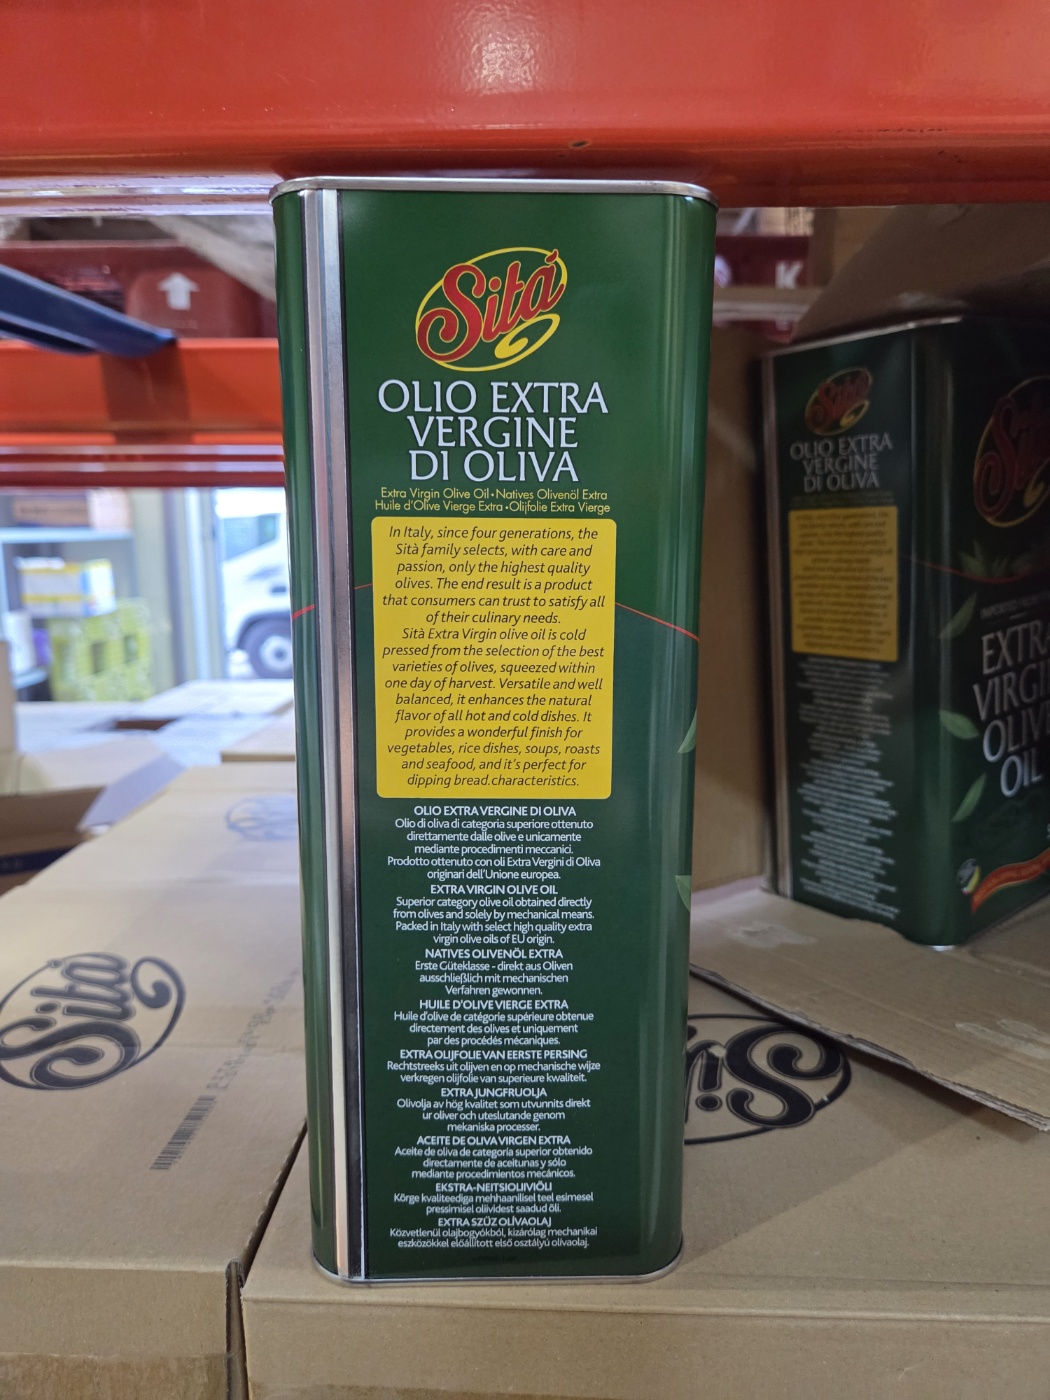 K
Sitá
OLIO EXTRA
VERGINE
DI OLIVA
Extra Virgin Olive Oil • Natives Olivenöl Extra
Huile d'Olive Vierge Extra • Olijfolie Extra Vierge
In Italy, since four generations, the
Sità family selects, with care and
passion, only the highest quality
olives. The end result is a product
that consumers can trust to satisfy all
of their culinary needs.
Sità Extra Virgin olive oil is cold
pressed from the selection of the best
varieties of olives, squeezed within
one day of harvest. Versatile and well
balanced, it enhances the natural
flavor of all hot and cold dishes. It
provides a wonderful finish for
vegetables, rice dishes, soups, roasts
and seafood, and it's perfect for
dipping bread.characteristics.
OLIO EXTRA VERGINE DI OLIVA
Olio di oliva di categoria superiore ottenuto
direttamente dalle olive e unicamente
mediante procedimenti meccanici.
Prodotto ottenuto con oli Extra Vergini di Oliva
originari dell'Unione europea.
EXTRA VIRGIN OLIVE OIL
Superior category olive oil obtained directly
from olives and solely by mechanical means.
Packed in Italy with select high quality extra
virgin olive oils of EU origin.
NATIVES OLIVENÖL EXTRA
Erste Güteklasse - direkt aus Oliven
ausschließlich mit mechanischen
Verfahren gewonnen.
HUILE D'OLIVE VIERGE EXTRA
Huile d'olive de catégorie supérieure obtenue
directement des olives et uniquement
par des procédés mécaniques.
EXTRA OLIJFOLIE VAN EERSTE PERSING
Rechtstreeks uit olijven en op mechanische wijze
verkregen olijfolie van superieure kwaliteit.
EXTRA JUNGFRUOLJA
Olivolja av hög kvalitet som utvunnits direkt
ur oliver och uteslutande genom
mekaniska processer.
ACEITE DE OLIVA VIRGEN EXTRA
Aceite de oliva de categoria superior obtenido
directamente de aceitunas y sólo
mediante procedimientos mecánicos.
EKSTRA-NEITSIOLIIVIÕLI
Kõrge kvaliteediga mehhaanilisel teel esimesel
pressimisel oliividest saadud õli.
EXTRA SZŰZ OLÍVAOLAJ
Közvetlenül olajbogyókból, kizárólag mechanikai
eszközökkel előállított első osztályú olívaolaj.
Sitá
OLIO EXTRA
VERGINE
DI OLIVA
EXTRA
VIRGI
OLIVE
OIL
Sitá
Sitá